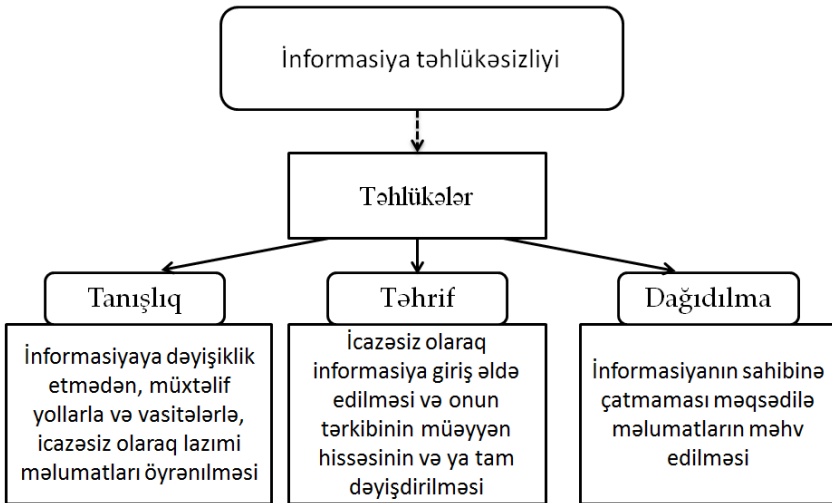 İnformasiya təhlükəsizliyi
Təhlükələr
Tanışlıq
İnformasiyaya dəyişiklik
etmədən, müxtəlif
yollarla və vasitələrlə,
icazəsiz olaraq lazımi
məlumatları öyrənılməsi
Təhrif
İcazəsiz olaraq
informasiya giriş əldə
edilməsi və onun
tərkibinin müəyyən
hissəsinin və ya tam
dəyişdirilməsi
Dağıdılma
İnformasiyanın sahibinə
çatmaması məqsədilə
məlumatların məhv
edilməsi